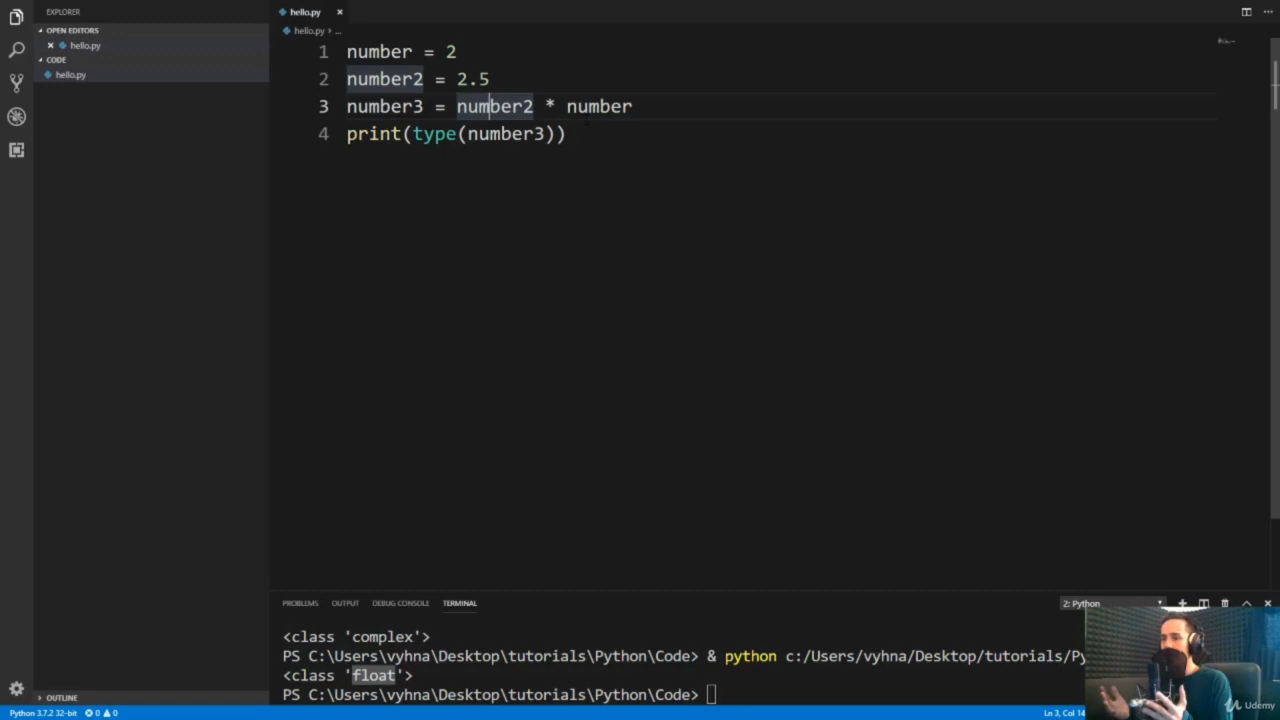 EXPLORER
OPEN EDITORS
hello.py
CODE
hello.py
OUTLINE
hello.py
hello.py › ...
1 number = 2
2 number2 = 2.5
3 number3 = number2 * number
4 print(type(number3))
PROBLEMS OUTPUT DEBUG CONSOLE TERMINAL
2: Python
<class 'complex'>
PS C:\Users\vyhna\Desktop\tutorials\Python\Code> & python c:/Users/vyhna/Desktop/tutorials/Py
<class 'float'>
PS C:\Users\vyhna\Desktop\tutorials\Python\Code>
Python 3.7.2 32-bit 0 0
Ln 3, Col 14
Udemy